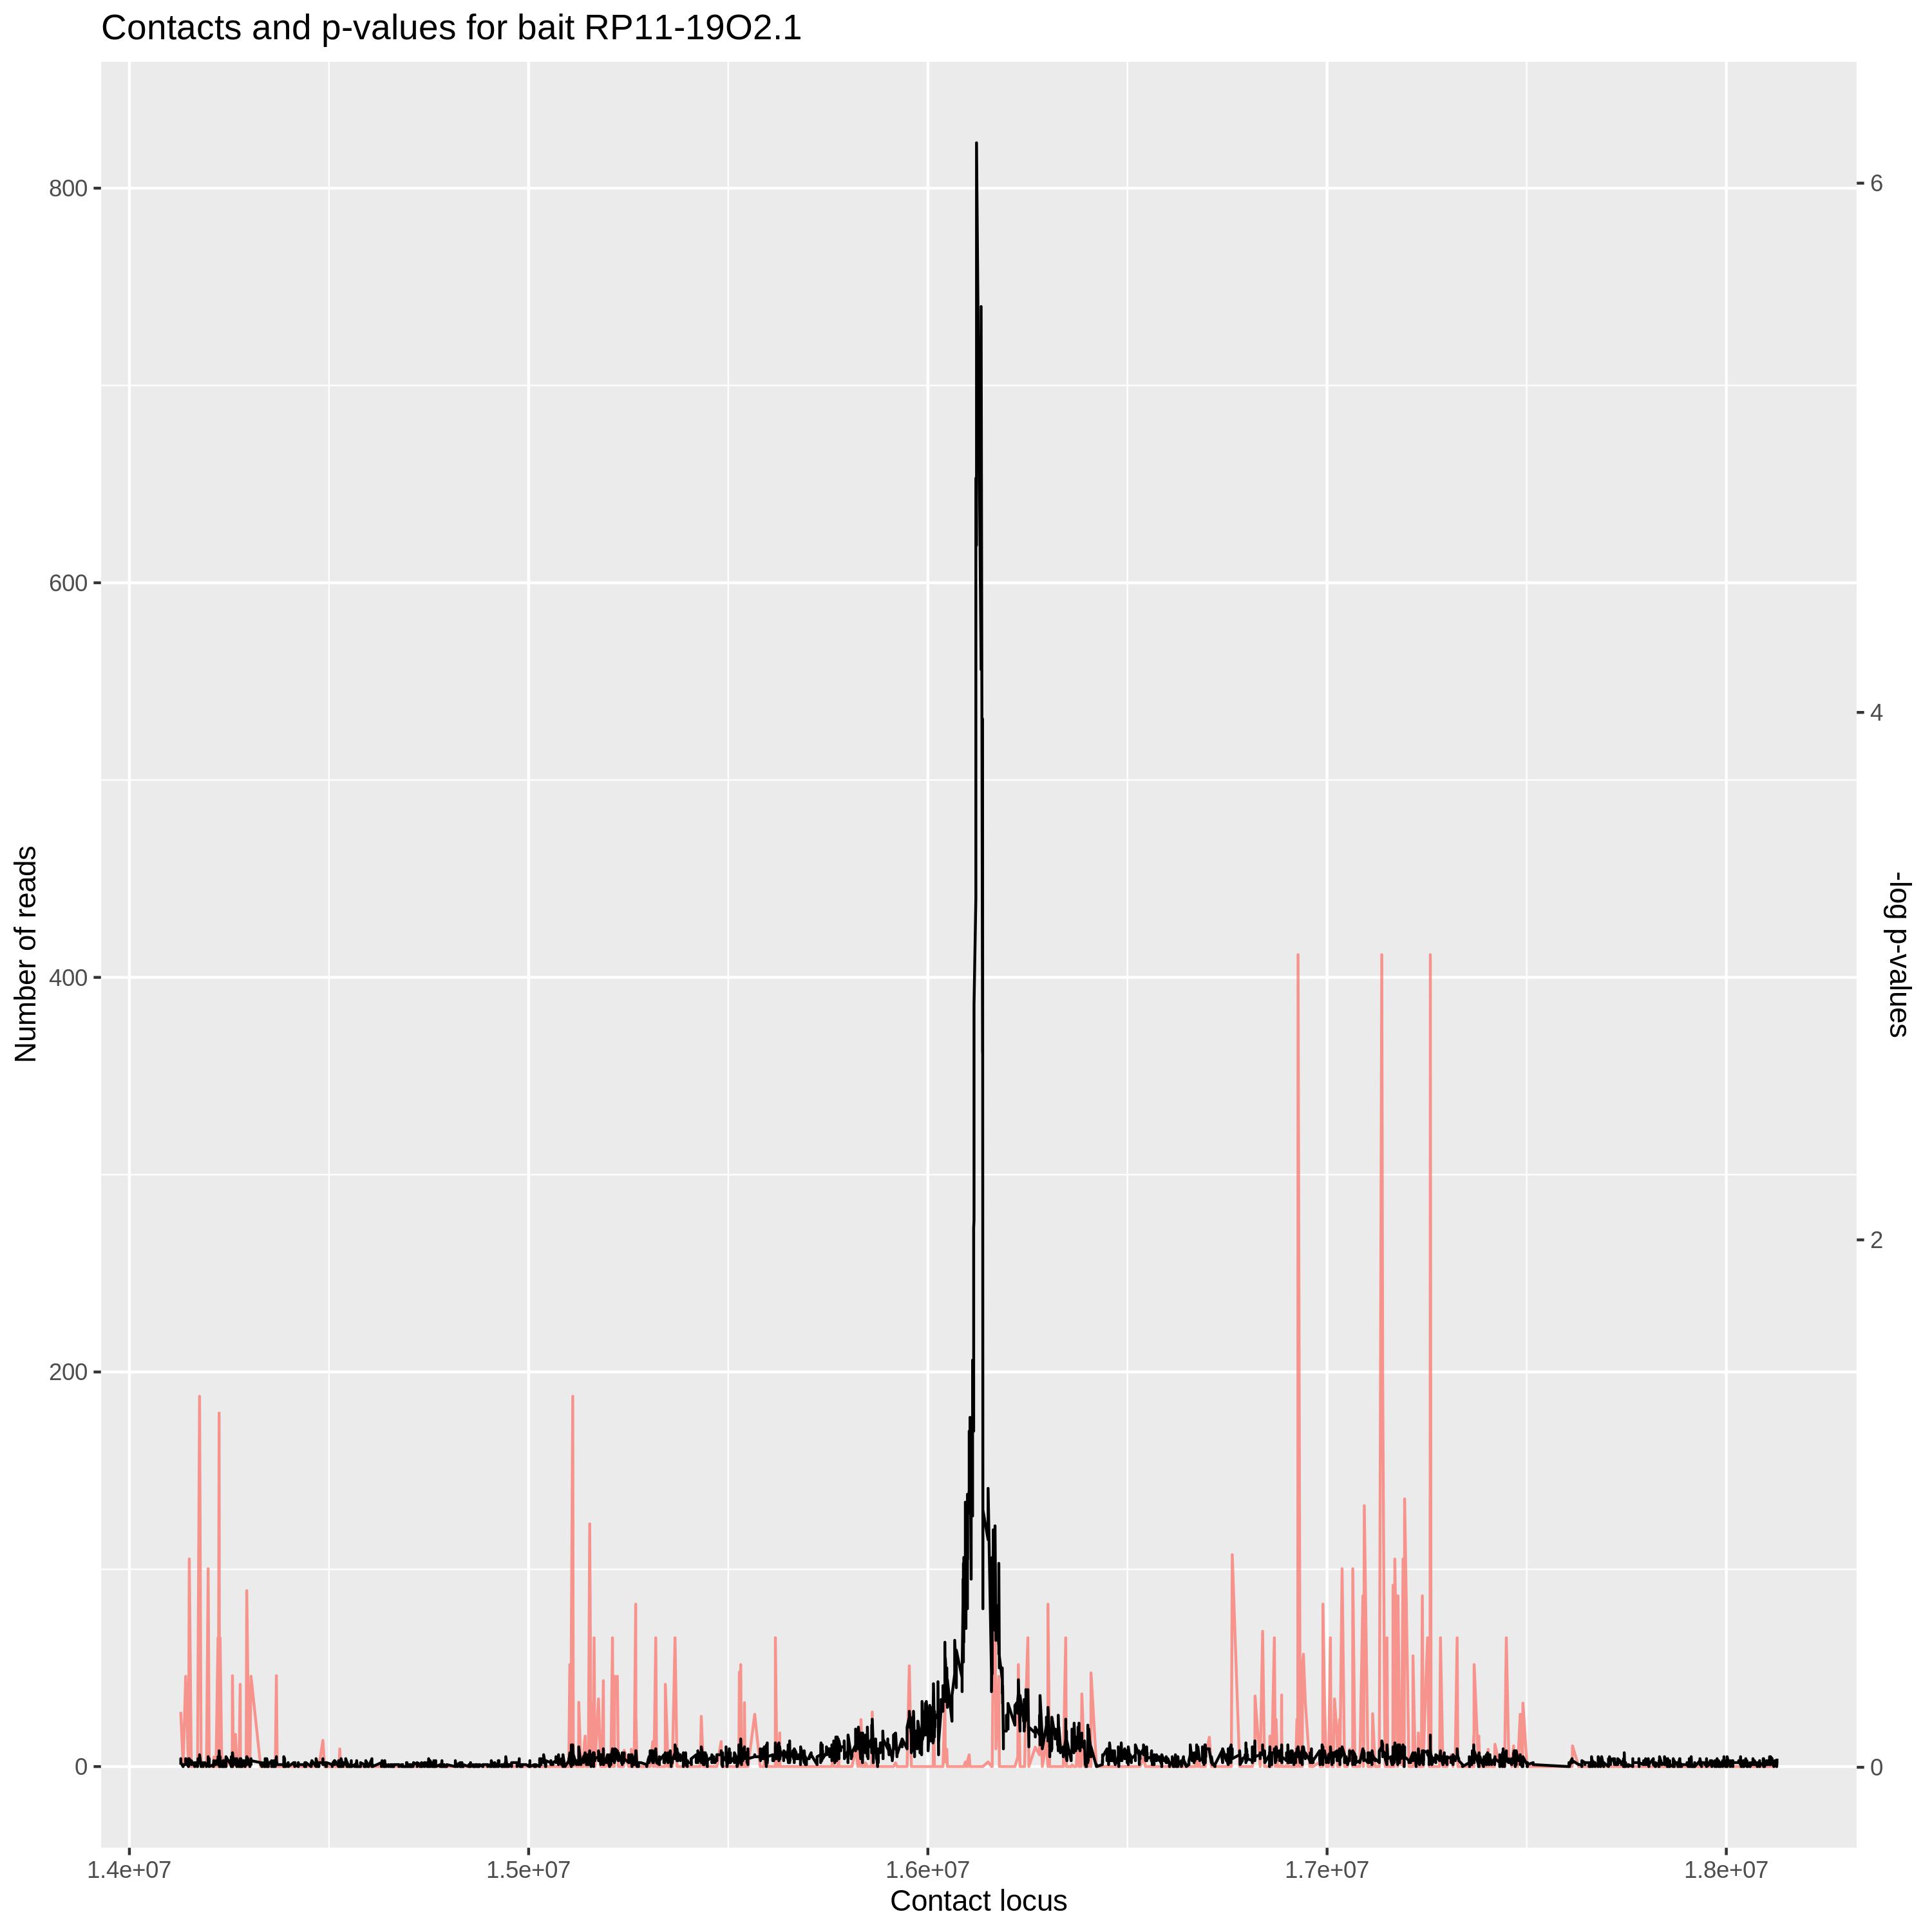 Contacts and p-values for bait RP11-19O2.1
800
600
400
200
0
Number of reads
6
4
2
0
-log p-values
1.4e+07 1.5e+07 1.6e+07 1.7e+07 1.8e+07
Contact locus